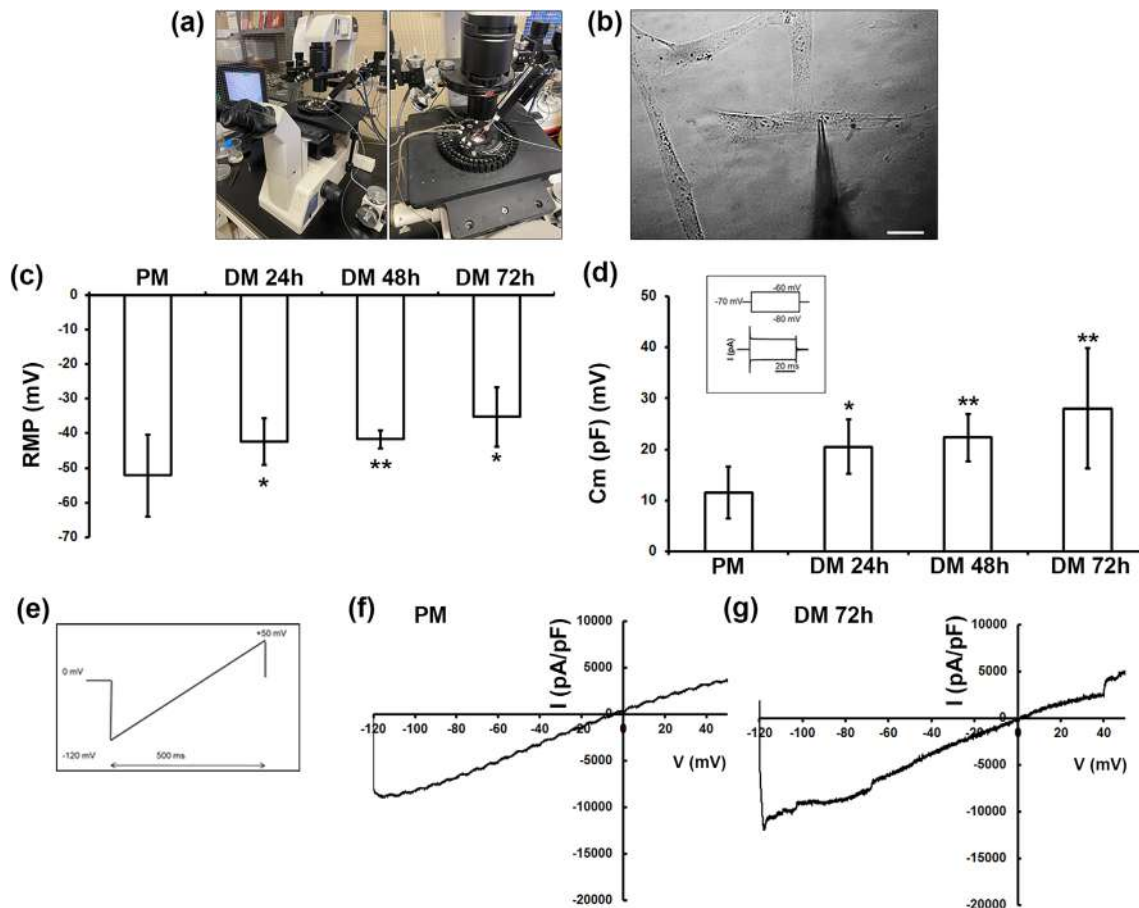 (a)
(b)
(c)
PM DM 24h DM 48h DM 72h
0
-10
-20
-30
-40
-50
-60
-70
RMP (mV)
*
**
*
(d)
50
40
30
20
10
0
Cm (pF) (mV)
-60 mV
-70 mV
-80 mV
I (pA)
20 ms
*
**
**
PM DM 24h DM 48h DM 72h
(e)
+50 mV
0 mV
-120 mV
500 ms
(f) PM
I (pA/pF)
10000
5000
0
-5000
-10000
-15000
-20000
-120 -100 -80 -60 -40 -20 0 20 40
V (mV)
(g) DM 72h
I (pA/pF)
10000
5000
0
-5000
-10000
-15000
-20000
-120 -100 -80 -60 -40 -20 0 20 40
V (mV)